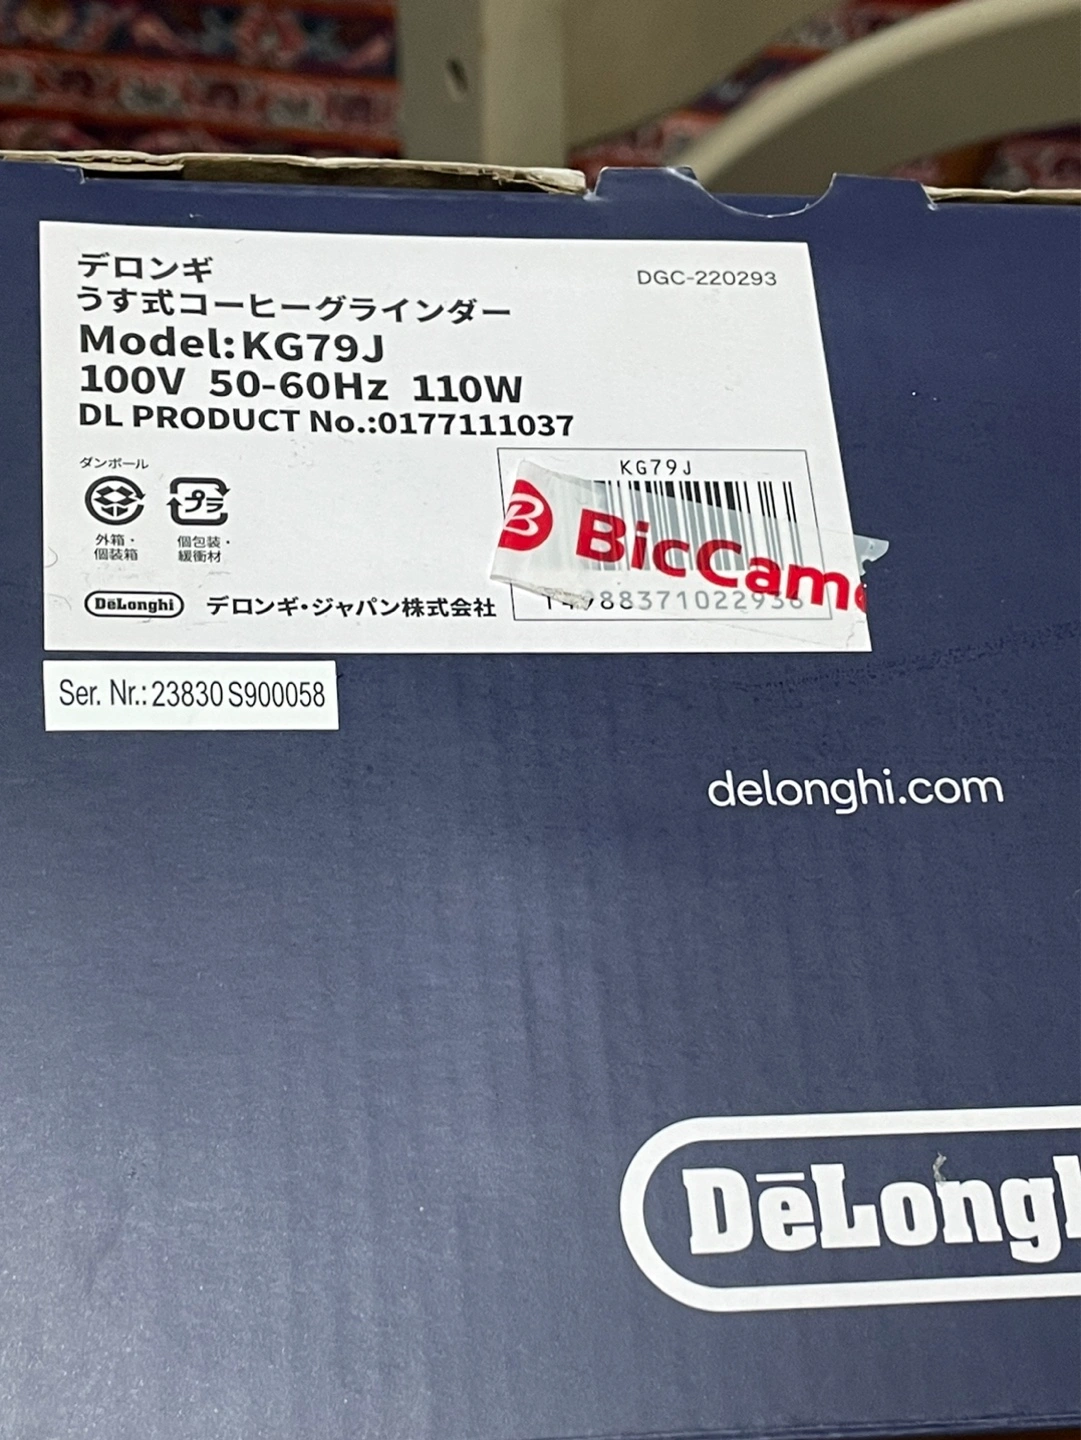 デロンギ
DGC-220293
うす式コーヒーグラインダー
Model:KG79J
100V 50-60Hz 110W
DL PRODUCT No.:0177111037
ダンボール
KG79J
プラ
外箱・
個装箱
個包装・
緩衝材
BicCam
DeLonghi
デロンギ・ジャパン株式会社
Ser. Nr.:23830 S900058
delonghi.com
DēLongh